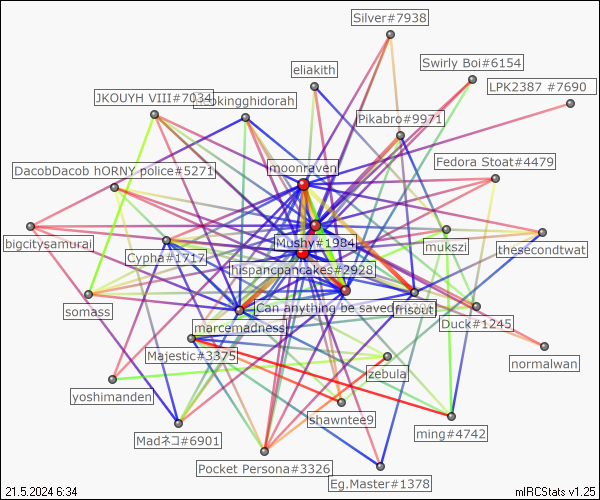 Silver#7938
Swirly Boi#6154
eliakith
LPK2387 #7690
JKOUYH VIII#7034
kingghidorah
Pikabro#9971
moonraven
Fedora Stoat#4479
DacobDacob hORNY police#5271
Mushy#1984
mukszi
bigcitysamurai
Cypha#1717
thesecondtwat
hispancpancakes#2928
somass
Can anything be saved
frisout
marcemadness
Duck#1245
Majestic#3375
normalwan
zebula
yoshimanden
shawntee9
Madネコ#6901
ming#4742
Pocket Persona#3326
Eg.Master#1378
21.5.2024 6:34
mIRCStats v1.25